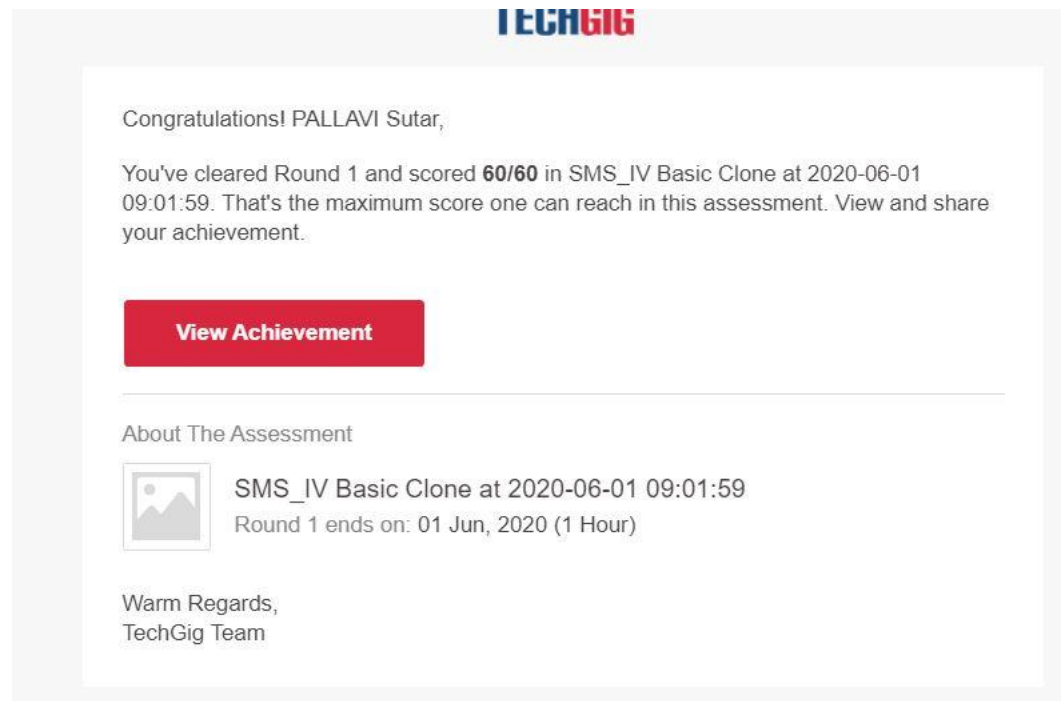 TECHGIG
Congratulations! PALLAVI Sutar,
You've cleared Round 1 and scored 60/60 in SMS_IV Basic Clone at 2020-06-01
09:01:59. That's the maximum score one can reach in this assessment. View and share
your achievement.
View Achievement
About The Assessment
SMS_IV Basic Clone at 2020-06-01 09:01:59
Round 1 ends on: 01 Jun, 2020 (1 Hour)
Warm Regards,
TechGig Team